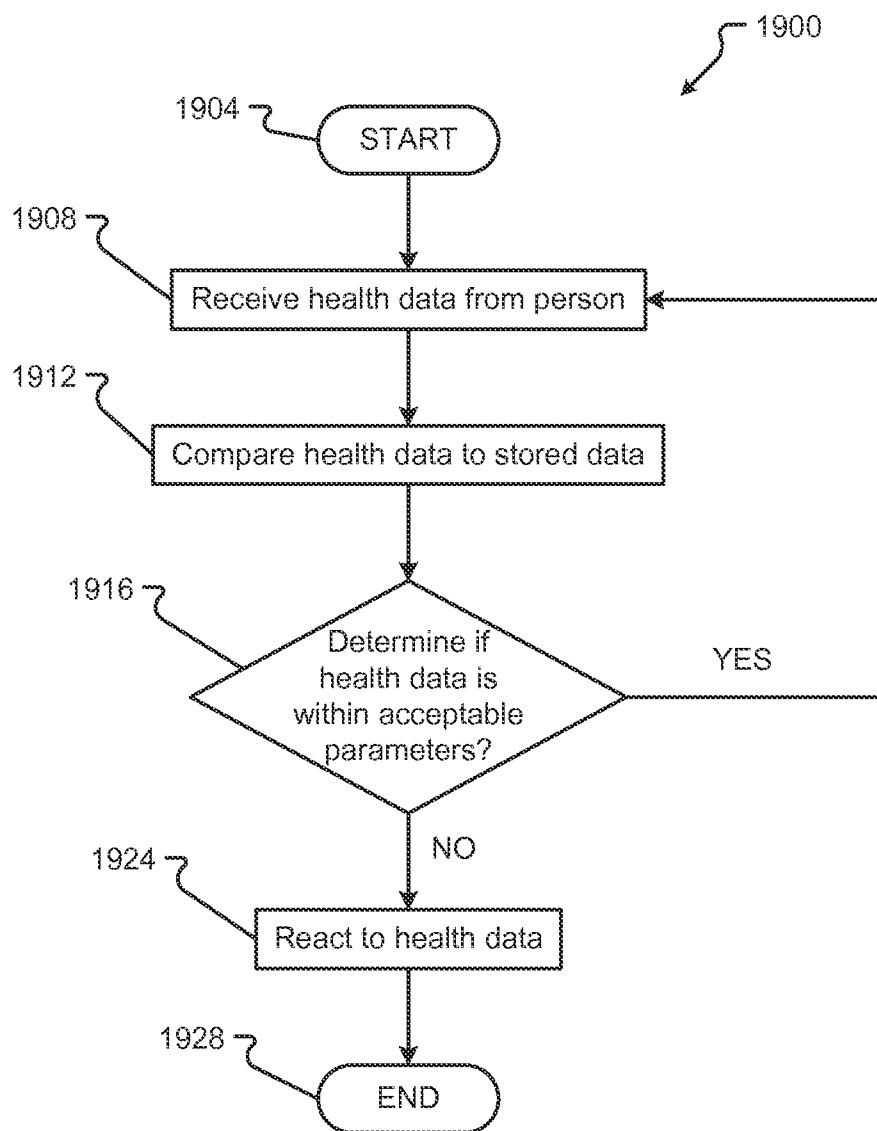 1900
1904
START
1908
Receive health data from person
1912
Compare health data to stored data
1916
Determine if
health data is
within acceptable
parameters?
YES
NO
1924
React to health data
1928
END